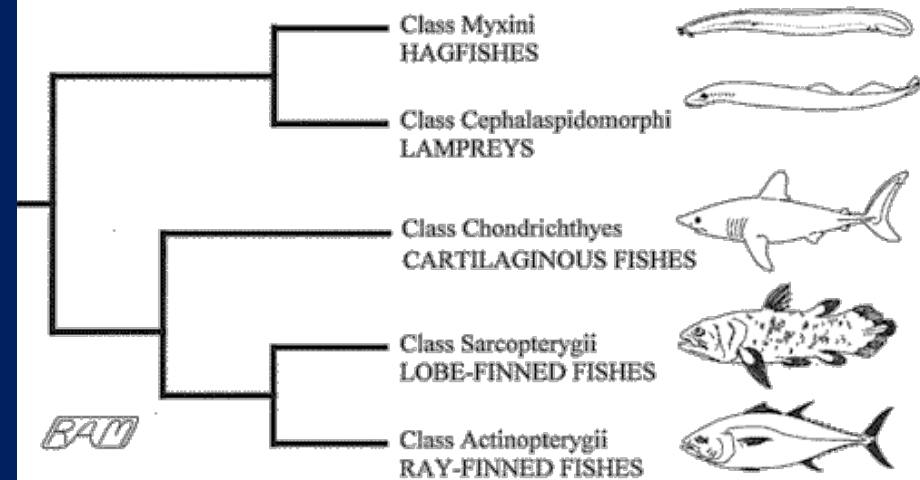 Class Myxini
HAGFISHES
Class Cephalaspidomorphi
LAMPREYS
Class Chondrichthyes
CARTILAGINOUS FISHES
Class Sarcopterygii
LOBE-FINNED FISHES
Class Actinopterygii
RAY-FINNED FISHES
RAM